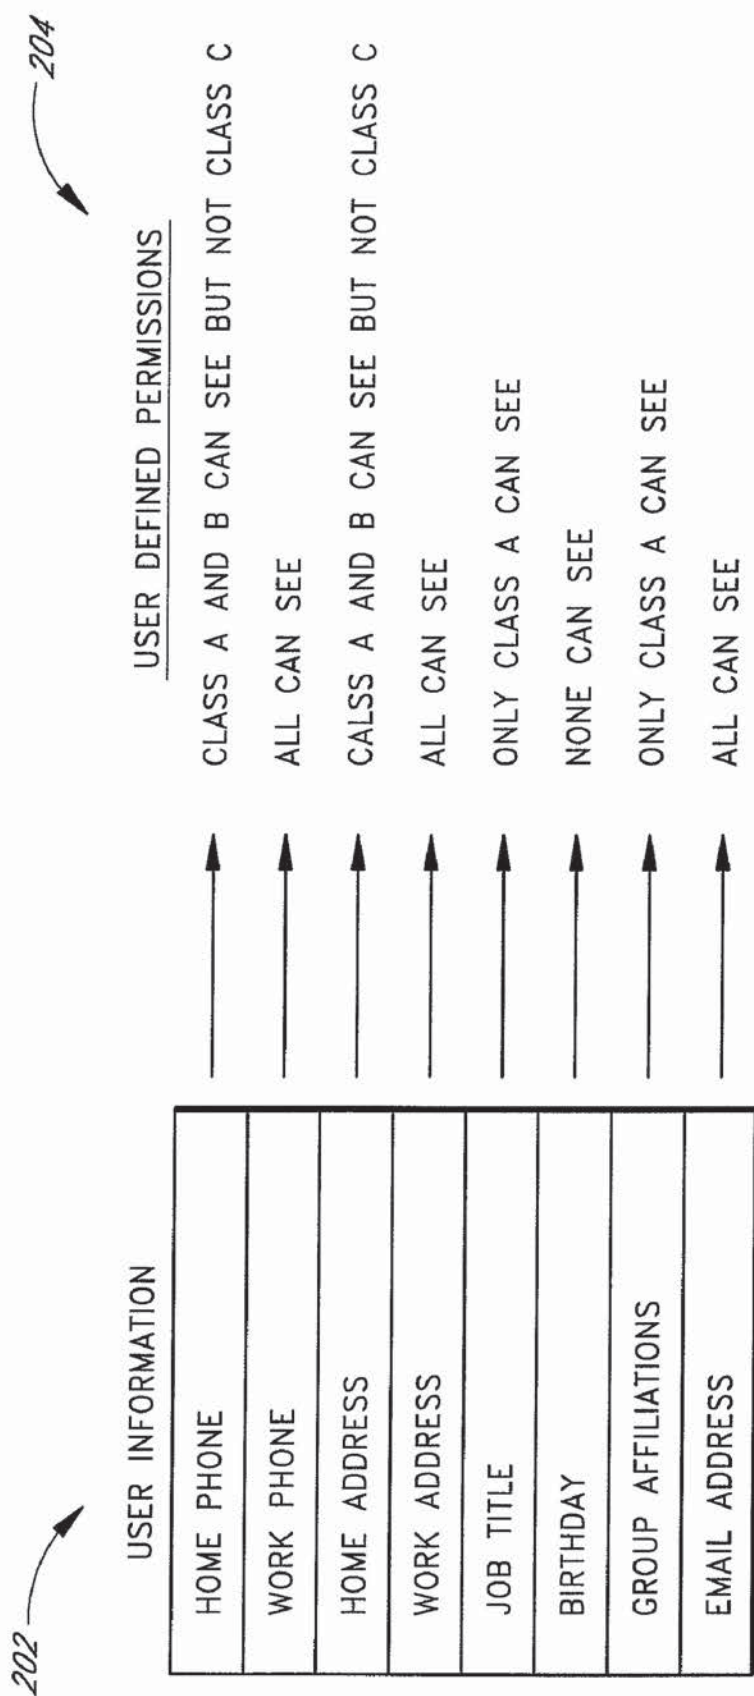 202
204
USER INFORMATION
USER DEFINED PERMISSIONS
HOME PHONE
CLASS A AND B CAN SEE BUT NOT CLASS C
WORK PHONE
ALL CAN SEE
HOME ADDRESS
CALSS A AND B CAN SEE BUT NOT CLASS C
WORK ADDRESS
ALL CAN SEE
JOB TITLE
ONLY CLASS A CAN SEE
BIRTHDAY
NONE CAN SEE
GROUP AFFILIATIONS
ONLY CLASS A CAN SEE
EMAIL ADDRESS
ALL CAN SEE